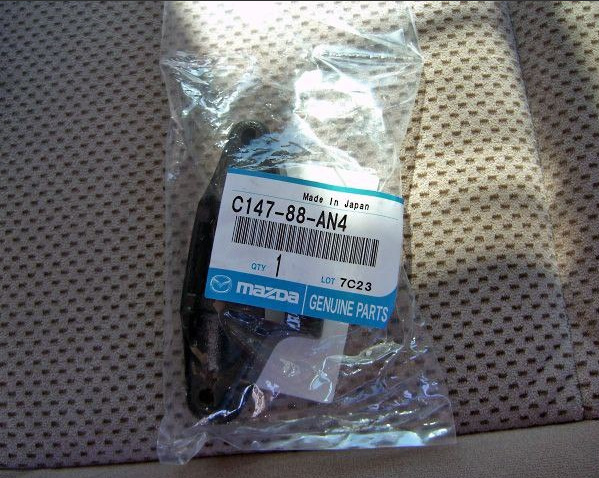 Made In Japan
C147-88-AN4
QTY 1 LOT 7C23
mazda GENUINE PARTS